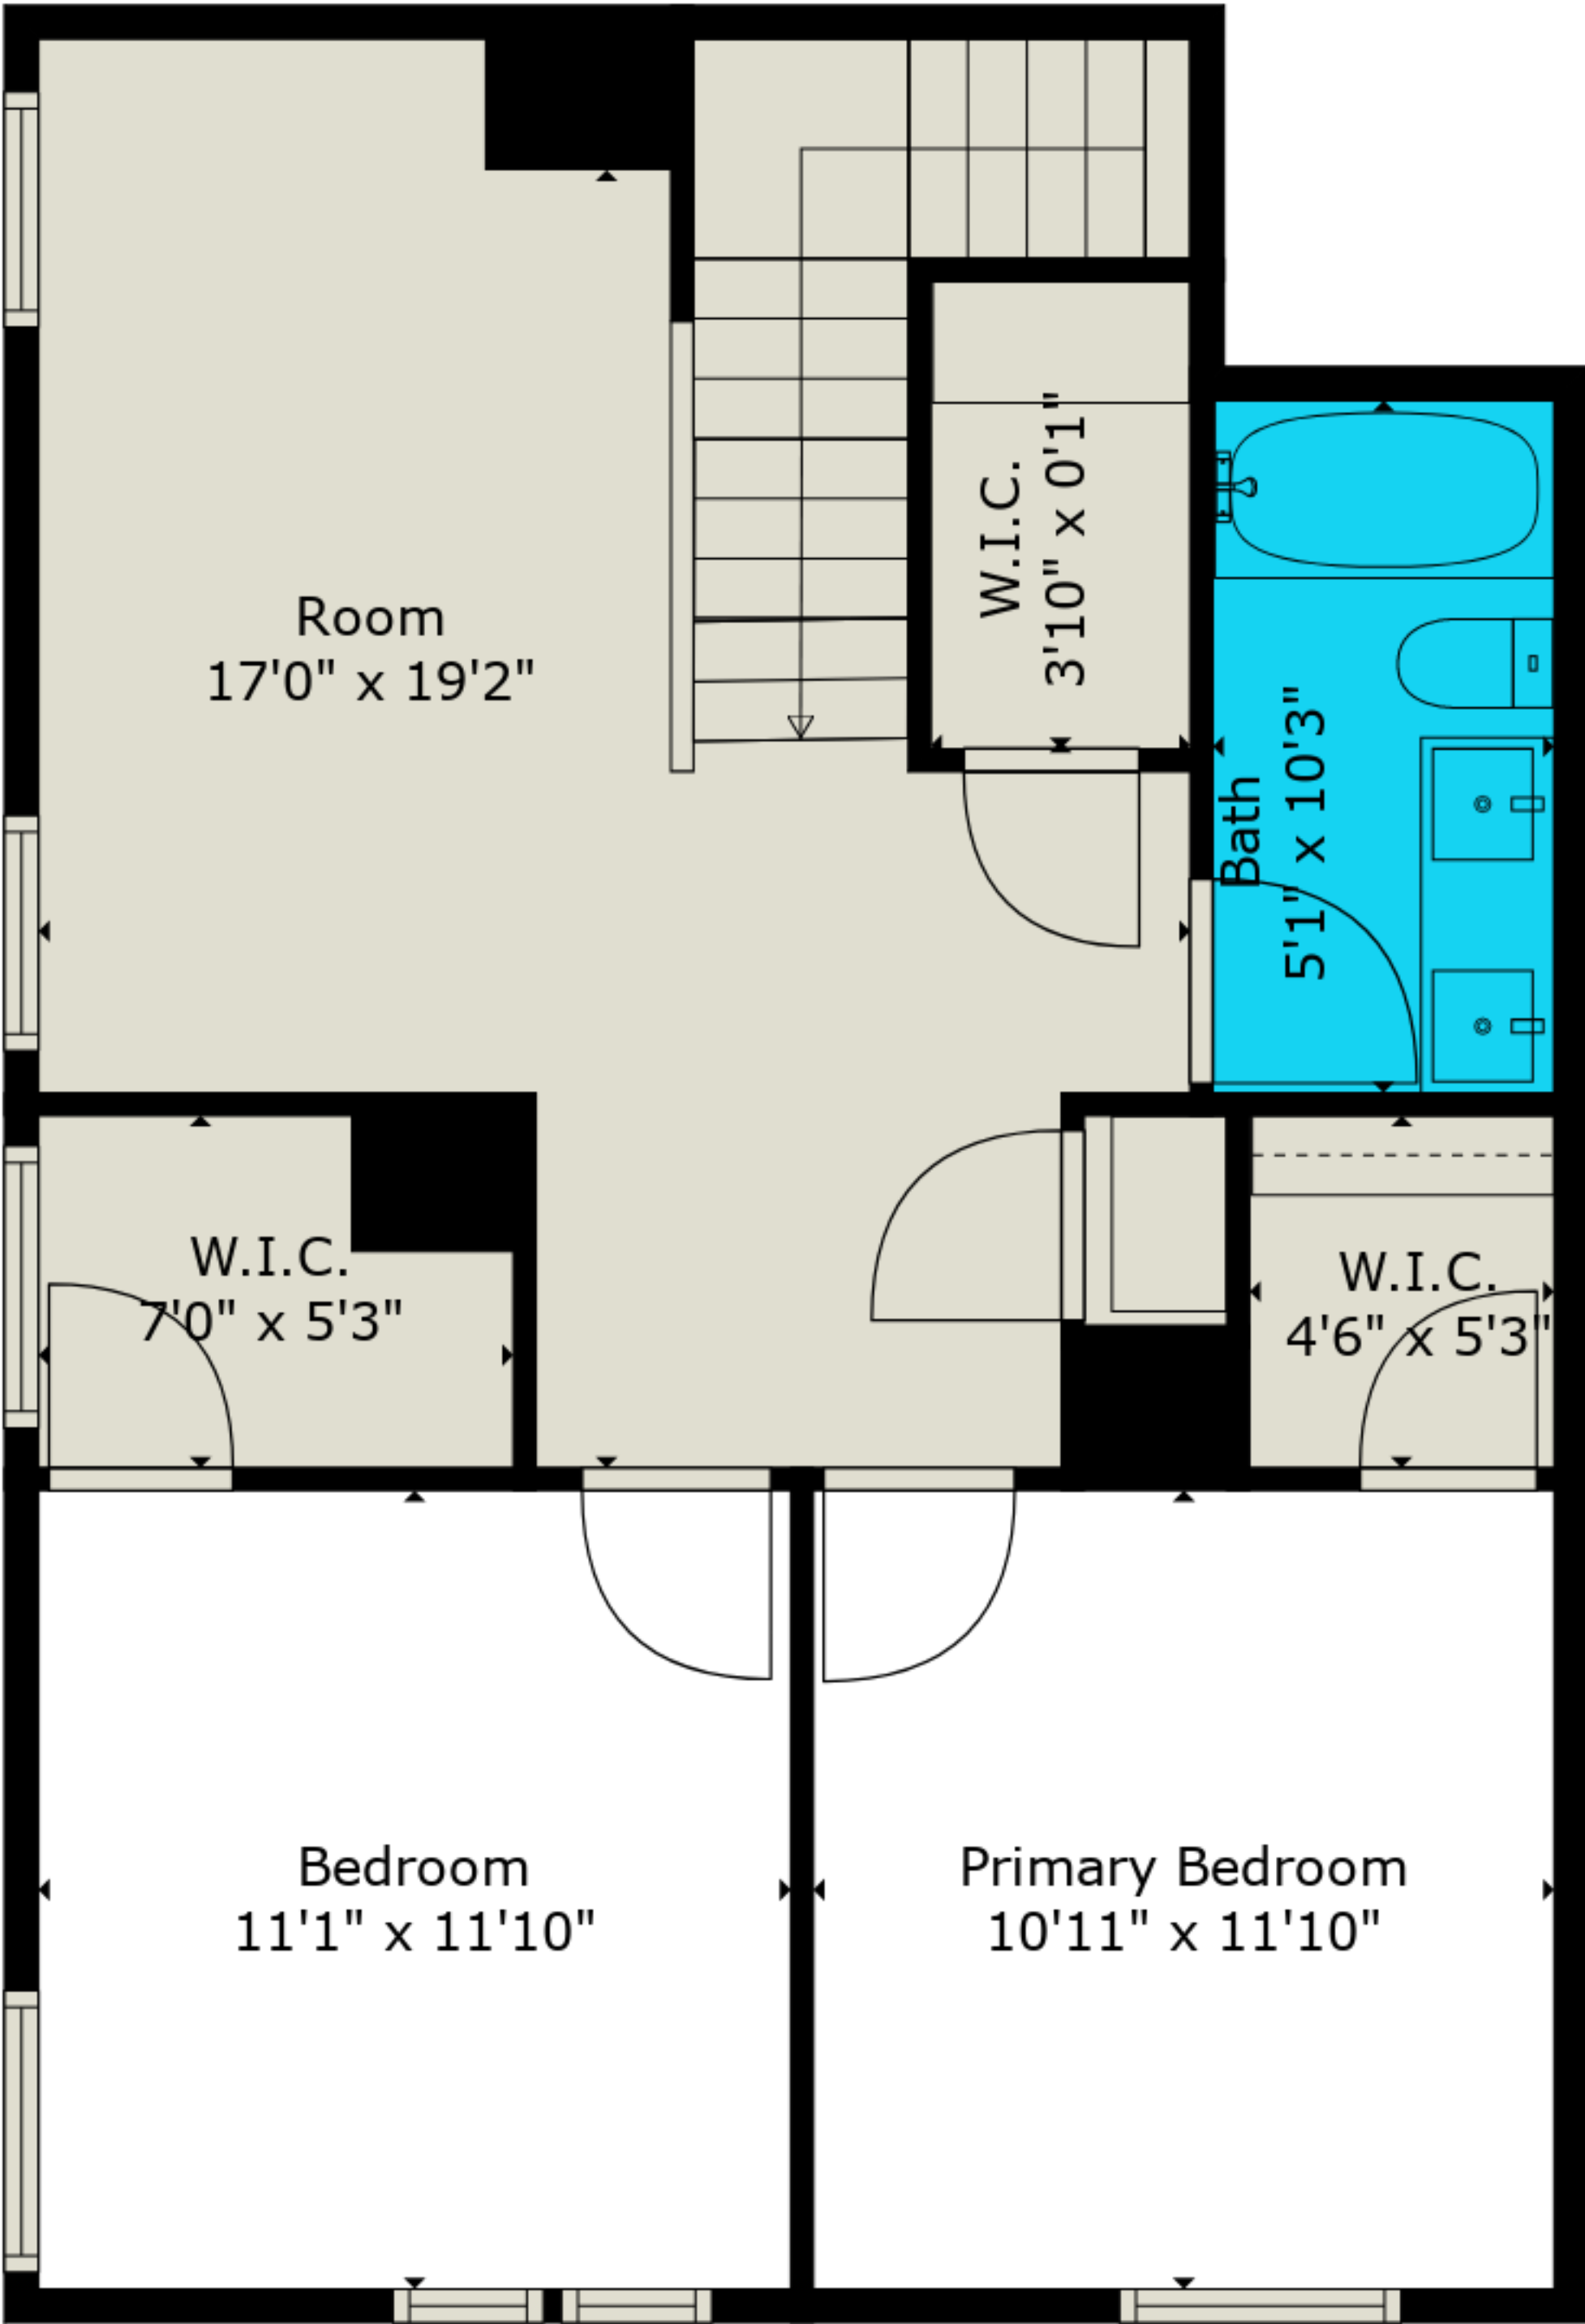 Room
17'0" x 19'2"
W.I.C.
3'10" x 0'1"
Bath
5'1" x 10'3"
W.I.C.
7'0" x 5'3"
W.I.C.
4'6" x 5'3"
Bedroom
11'1" x 11'10"
Primary Bedroom
10'11" x 11'10"